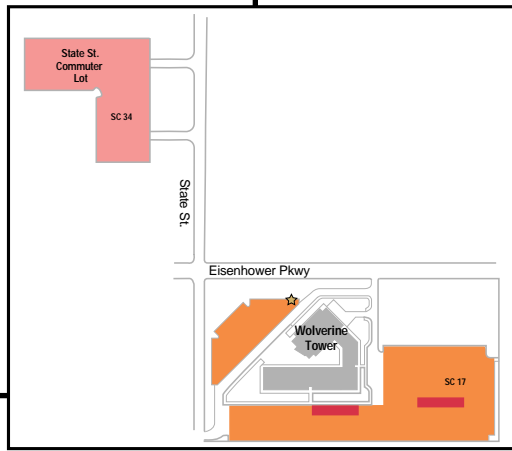 State St.
Commuter
Lot
SC 34
State St.
Eisenhower Pkwy
Wolverine
Tower
SC 17